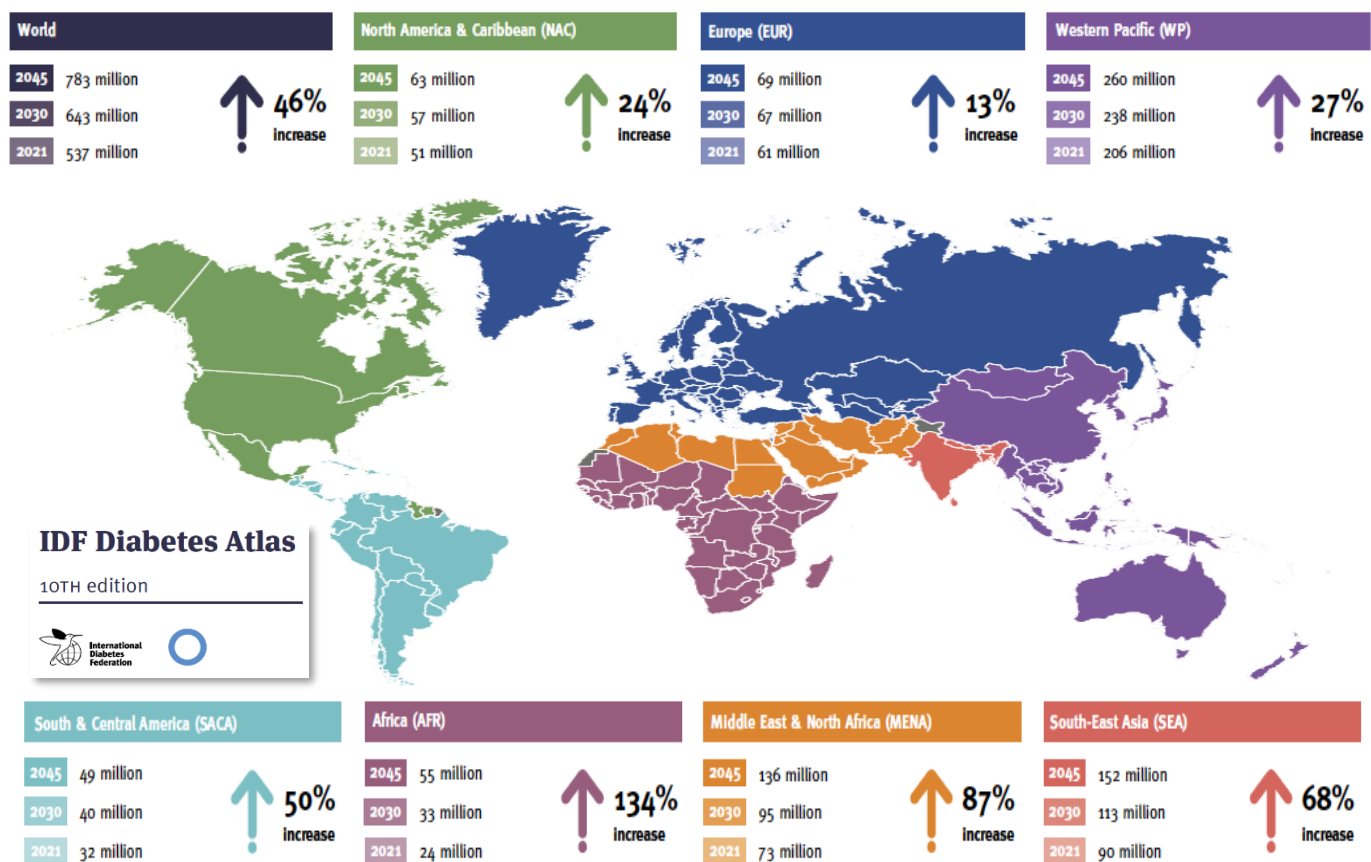 World
2045 783 million
2030 643 million
2021 537 million
46%
increase
North America & Caribbean (NAC)
2045 63 million
2030 57 million
2021 51 million
24%
increase
Europe (EUR)
2045 69 million
2030 67 million
2021 61 million
13%
increase
Western Pacific (WP)
2045 260 million
2030 238 million
2021 206 million
27%
increase
IDF Diabetes Atlas
10TH edition
International
Diabetes
Federation
South & Central America (SACA)
2045 49 million
2030 40 million
2021 32 million
50%
increase
Africa (AFR)
2045 55 million
2030 33 million
2021 24 million
134%
increase
Middle East & North Africa (MENA)
2045 136 million
2030 95 million
2021 73 million
87%
increase
South-East Asia (SEA)
2045 152 million
2030 113 million
2021 90 million
68%
increase